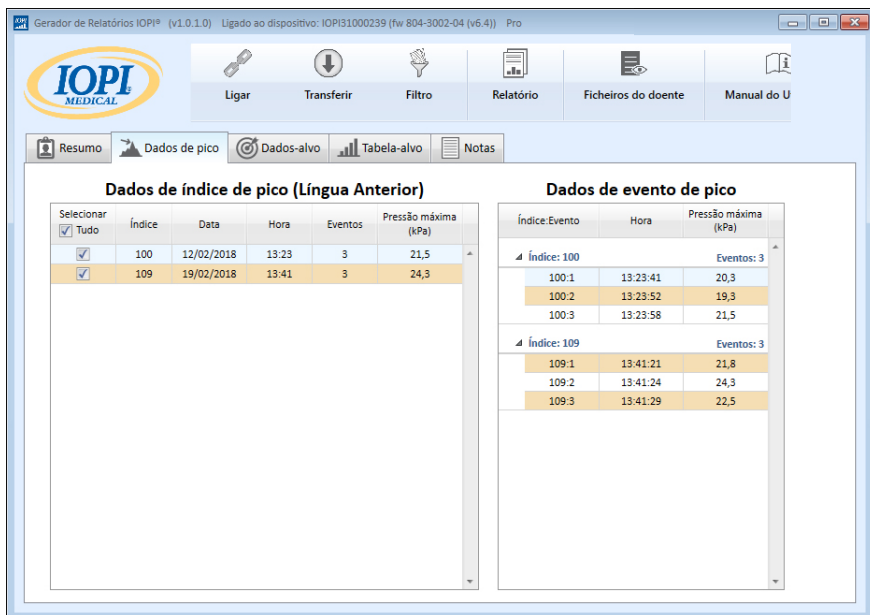 Gerador de Relatórios IOPI® (v1.0.1.0) Ligado ao dispositivo: IOPI31000239 (fw 804-3002-04 (v6.4)) Pro
IOPI
MEDICAL
Ligar Transferir Filtro Relatório Ficheiros do doente Manual do U
Resumo Dados de pico Dados-alvo Tabela-alvo Notas
Dados de índice de pico (Língua Anterior)
Selecionar Tudo Índice Data Hora Eventos Pressão máxima (kPa)
100 12/02/2018 13:23 3 21,5
109 19/02/2018 13:41 3 24,3
Dados de evento de pico
Índice:Evento Hora Pressão máxima (kPa)
Índice: 100 Eventos: 3
100:1 13:23:41 20,3
100:2 13:23:52 19,3
100:3 13:23:58 21,5
Índice: 109 Eventos: 3
109:1 13:41:21 21,8
109:2 13:41:24 24,3
109:3 13:41:29 22,5